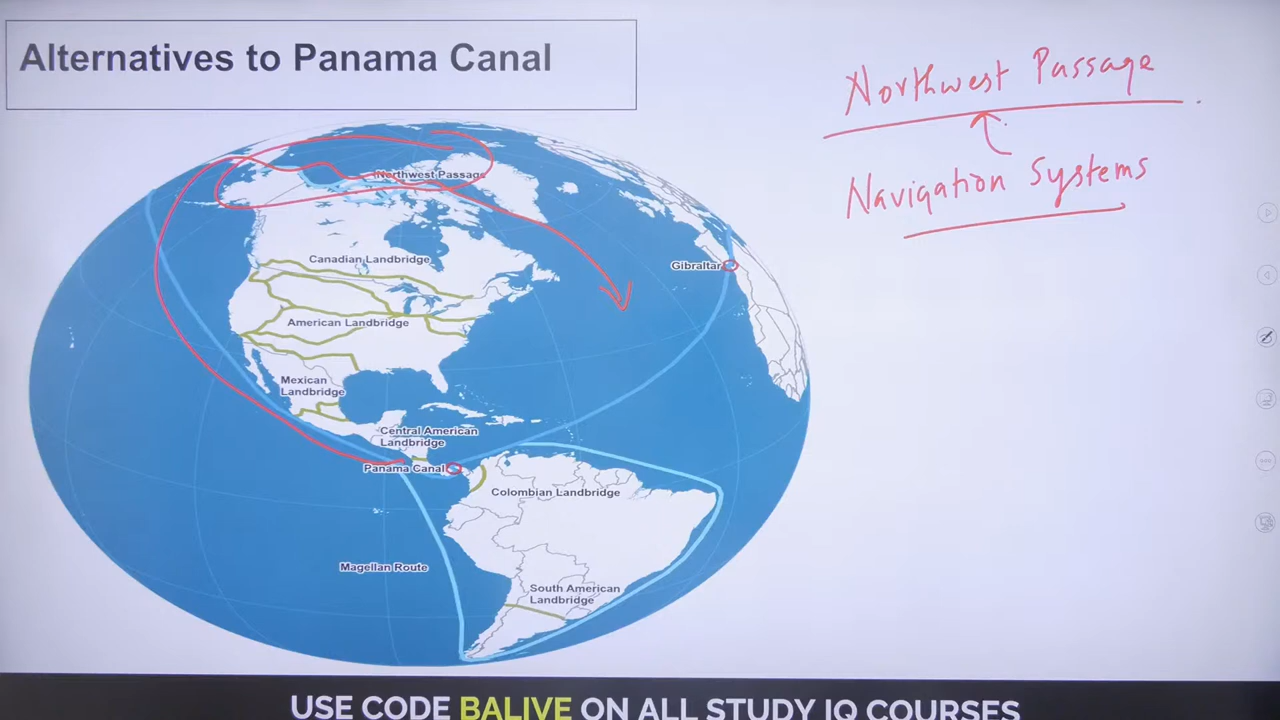 Alternatives to Panama Canal
Northwest Passage
Navigation Systems
Northwest Passage
Gibraltar
Canadian Landbridge
American Landbridge
Mexican
Landbridge
Central American
Landbridge
Panama Canal
Colombian Landbridge
Magellan Route
South American
Landbridge
USE CODE BALIVE ON ALL STUDY IQ COURSES